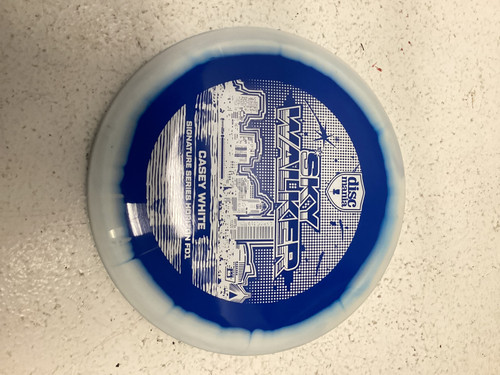 disc
mania
SKY
WALKER
CASEY WHITE
SIGNATURE SERIES HORIZON FD1